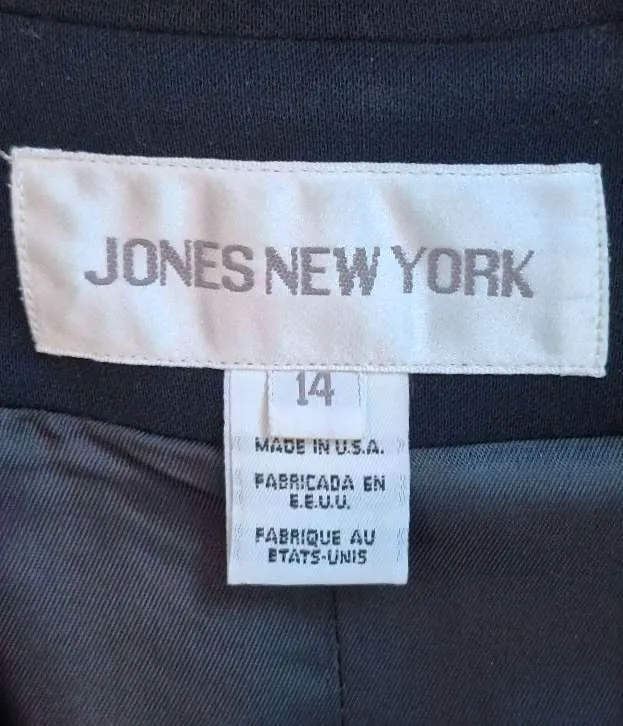 JONES NEW YORK
14
MADE IN U.S.A.
FABRICADA EN
E.E.U.U.
FABRIQUE AU
ETATS-UNIS